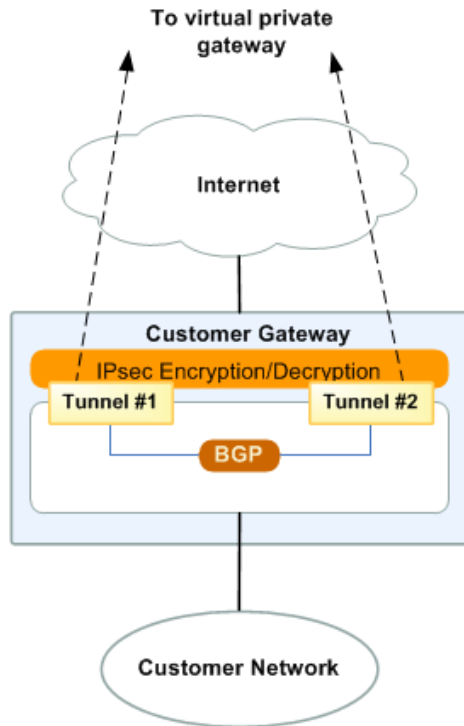 To virtual private
gateway
Internet
Customer Gateway
IPsec Encryption/Decryption
Tunnel #1
Tunnel #2
BGP
Customer Network